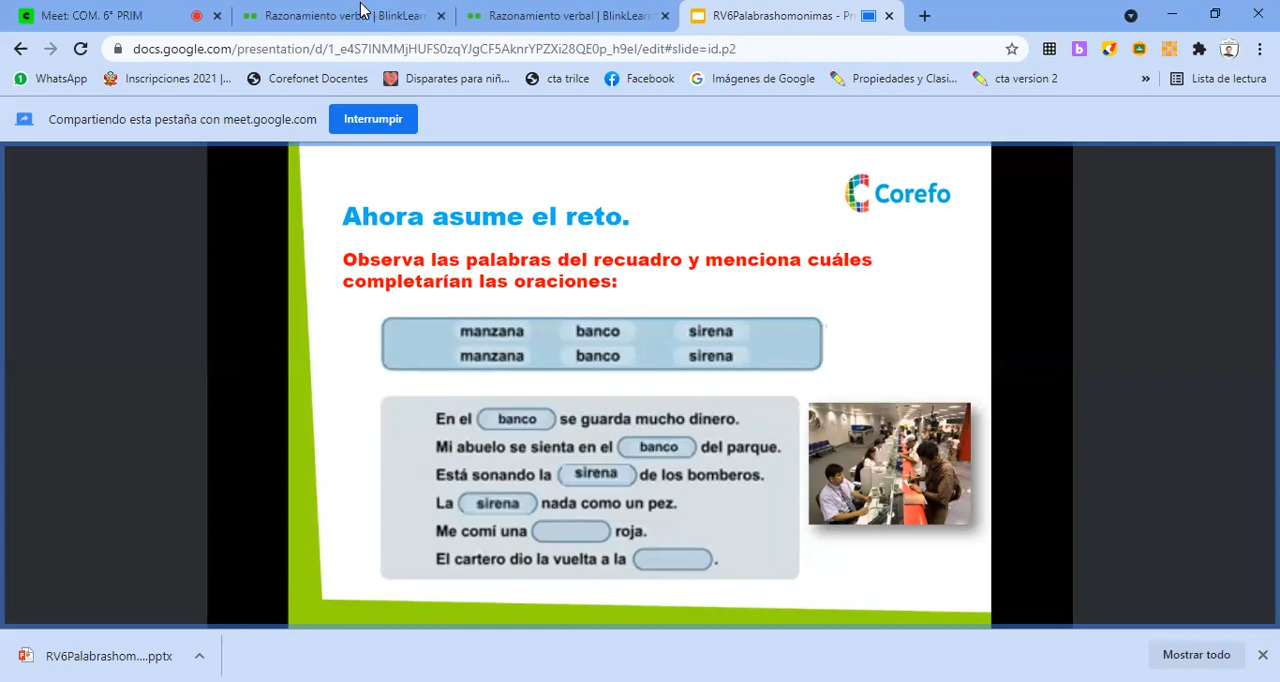 Meet: COM. 6° PRIM
Razonamiento verbal | BlinkLearn
Razonamiento verbal | BlinkLearn
RV6Palabrashomonimas - Pre
docs.google.com/presentation/d/1_e4S7INMMjHUFS0zqYJgCF5AknrYPZXi28QE0p_h9eI/edit#slide=id.p2
WhatsApp
Inscripciones 2021 |...
Corefonet Docentes
Disparates para niñ...
cta trilce
Facebook
Imágenes de Google
Propiedades y Clasi...
cta version 2
»
Lista de lectura
Compartiendo esta pestaña con meet.google.com
Interrumpir
Corefo
Ahora asume el reto.
Observa las palabras del recuadro y menciona cuáles
completarían las oraciones:
manzana banco sirena
manzana banco sirena
En el banco se guarda mucho dinero.
Mi abuelo se sienta en el banco del parque.
Está sonando la sirena de los bomberos.
La sirena nada como un pez.
Me comí una roja.
El cartero dio la vuelta a la .
RV6Palabrashom....pptx
Mostrar todo